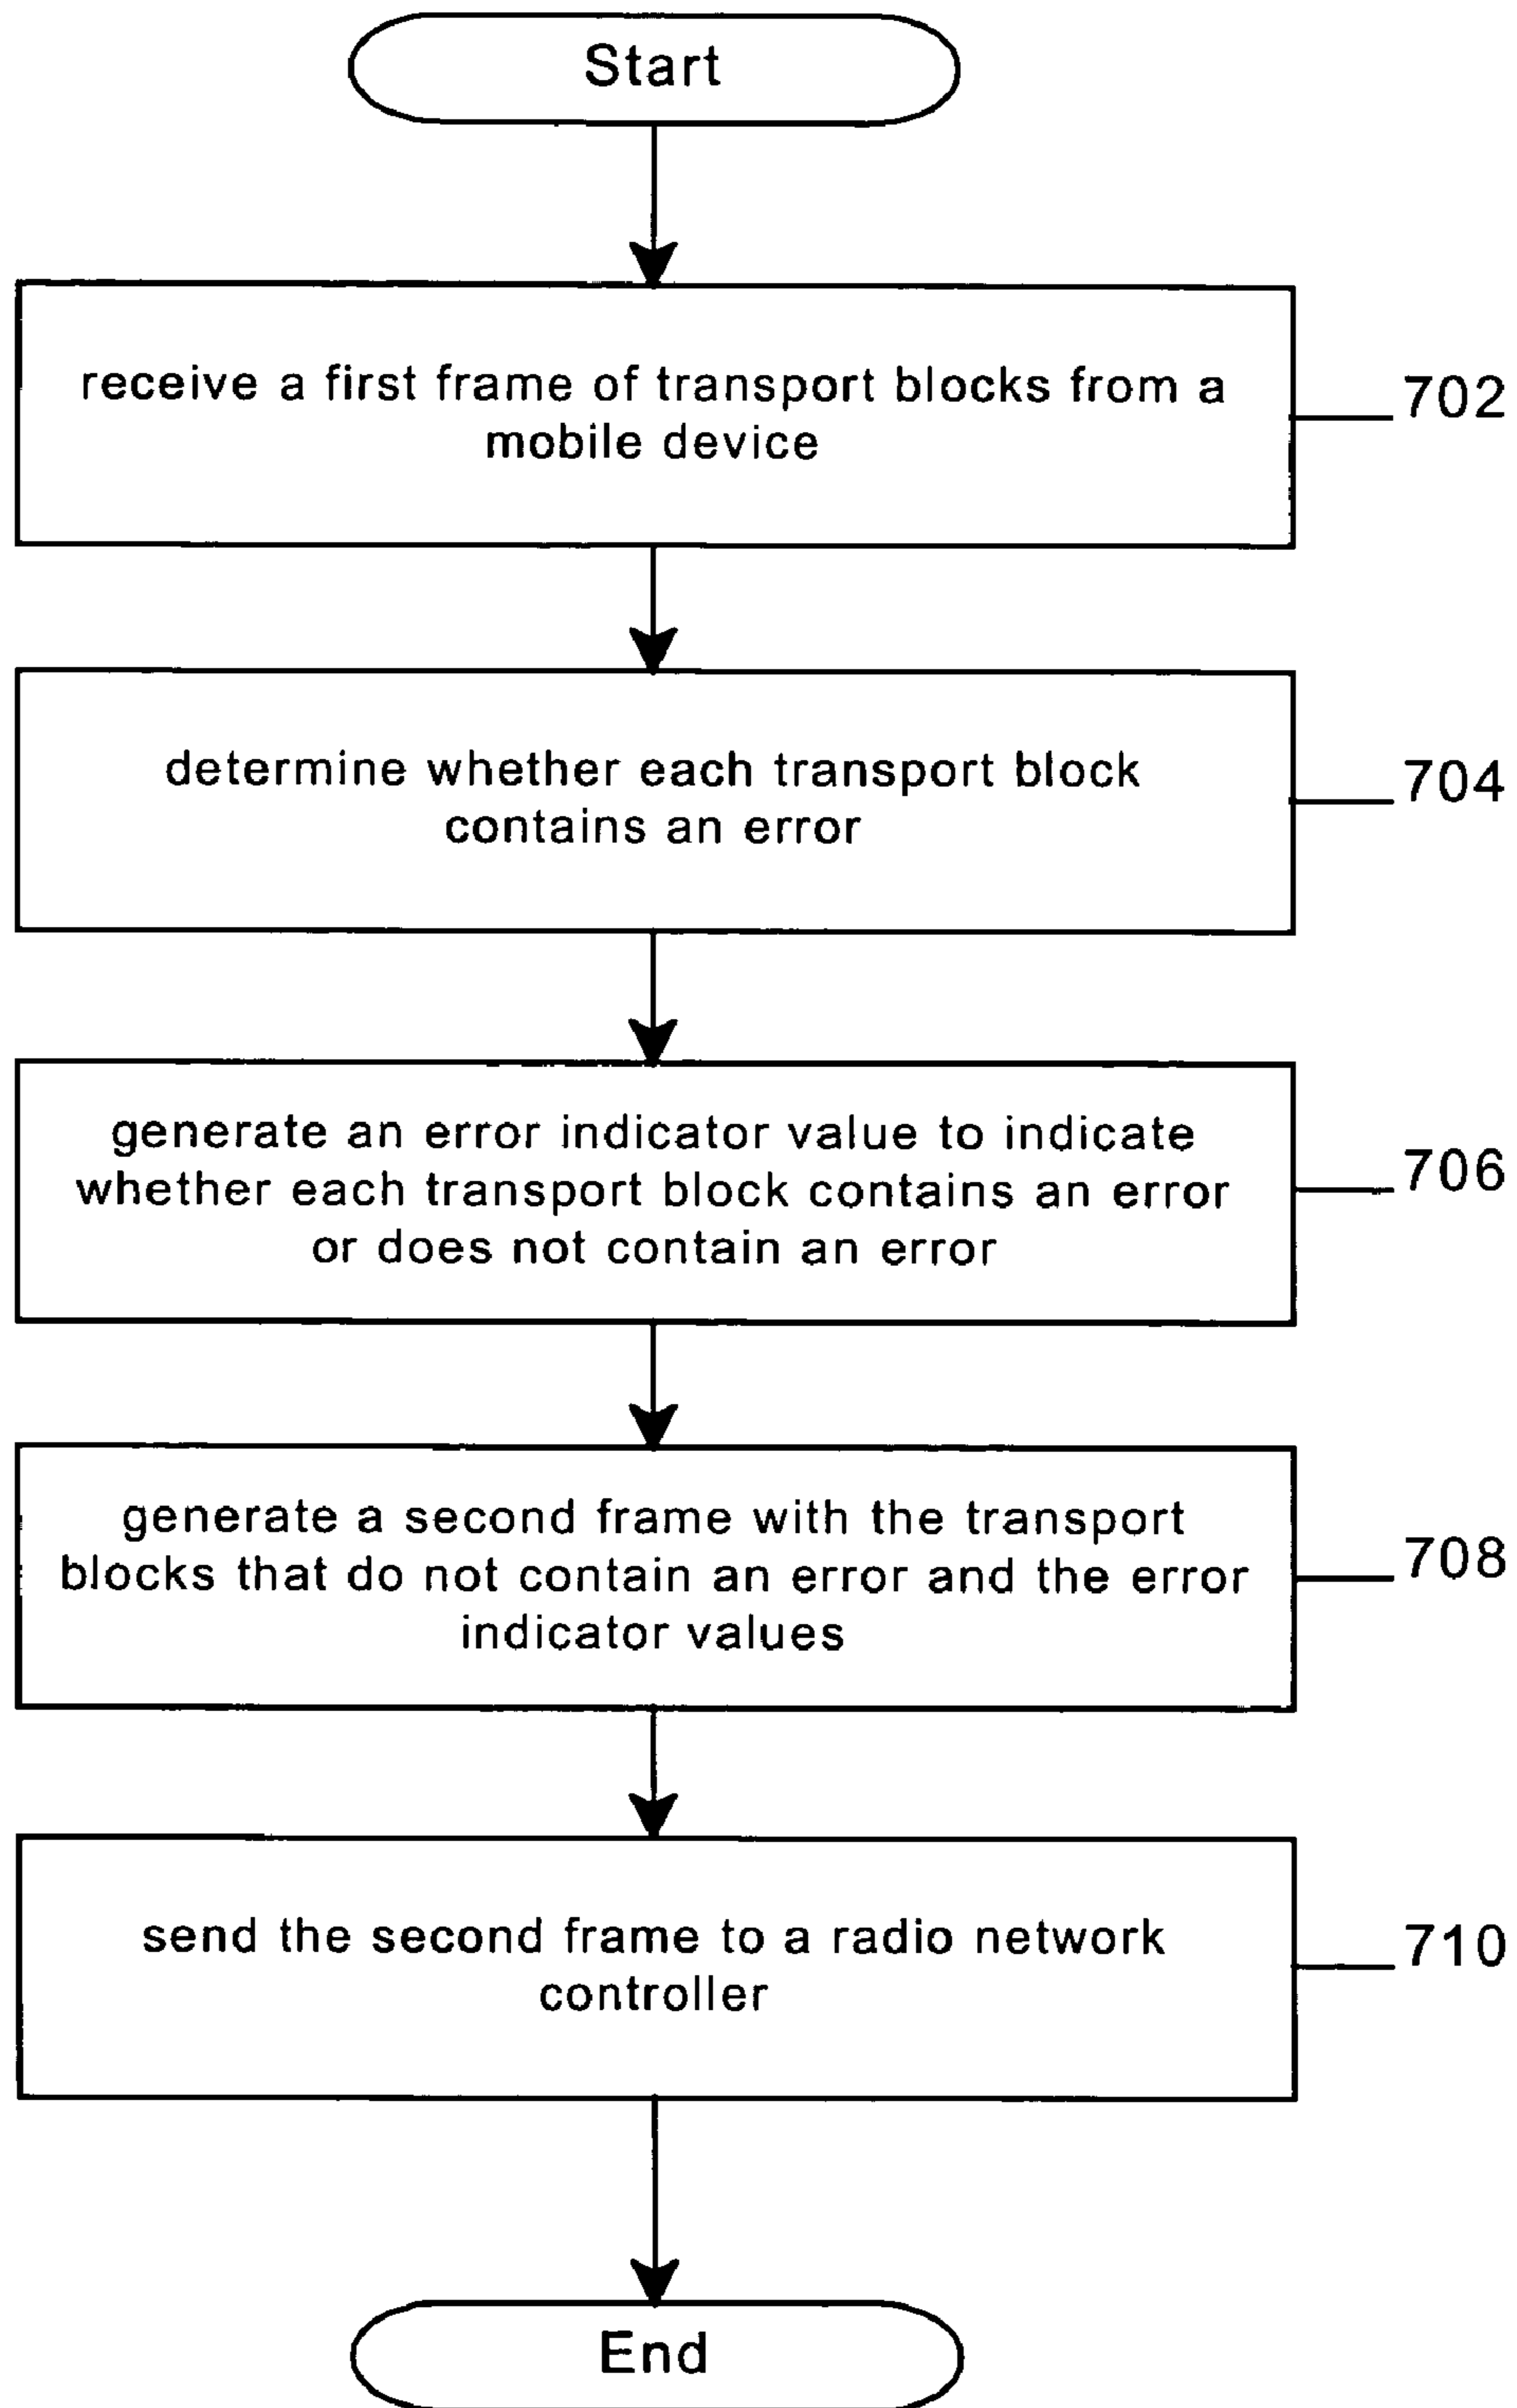 Start
receive a first frame of transport blocks from a
mobile device
702
determine whether each transport block
contains an error
704
generate an error indicator value to indicate
whether each transport block contains an error
or does not contain an error
706
generate a second frame with the transport
blocks that do not contain an error and the error
indicator values
708
send the second frame to a radio network
controller
710
End